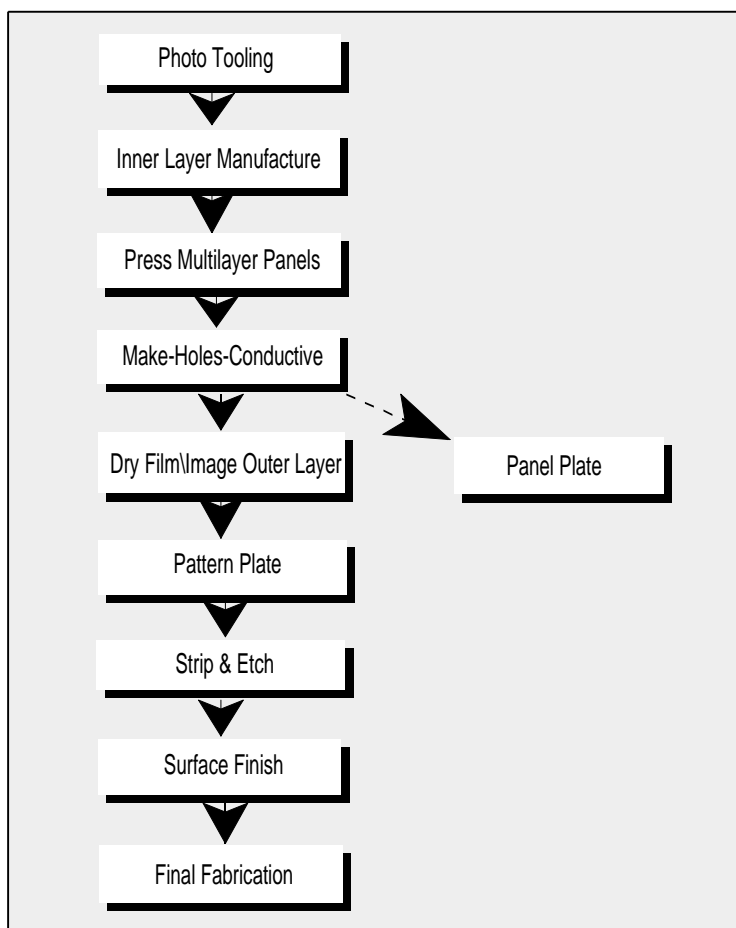 Photo Tooling
Inner Layer Manufacture
Press Multilayer Panels
Make-Holes-Conductive
Dry Film\Image Outer Layer
Panel Plate
Pattern Plate
Strip & Etch
Surface Finish
Final Fabrication